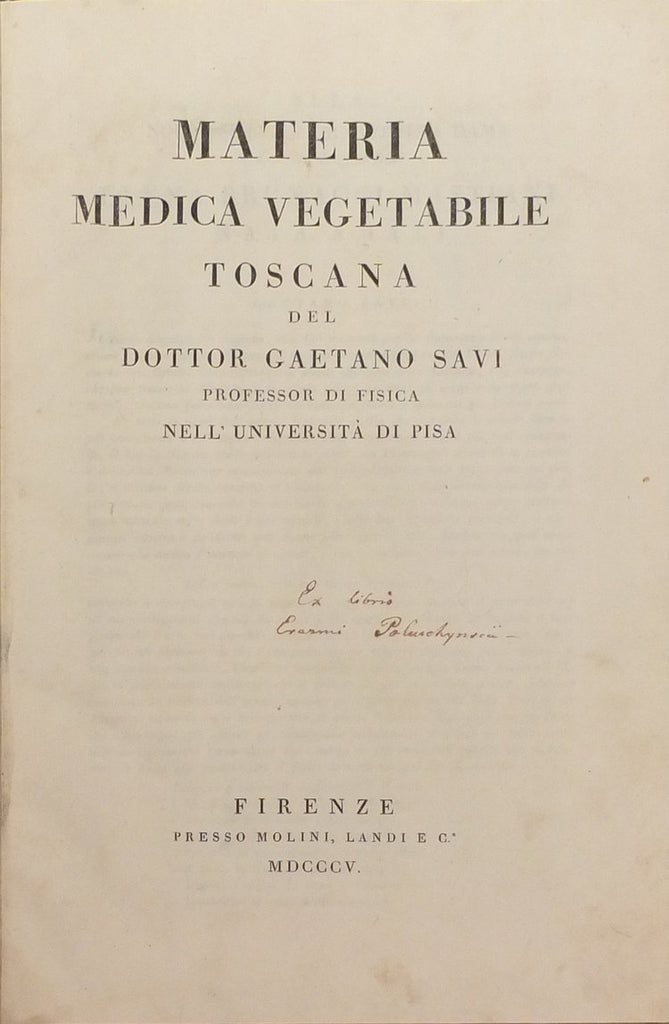 MATERIA
MEDICA VEGETABILE
TOSCANA
DEL
DOTTOR GAETANO SAVI
PROFESSOR DI FISICA
NELL' UNIVERSITÀ DI PISA
Ex libris
Erazmi
FIRENZE
PRESSO MOLINI, LANDI E C.°
MDCCCV.